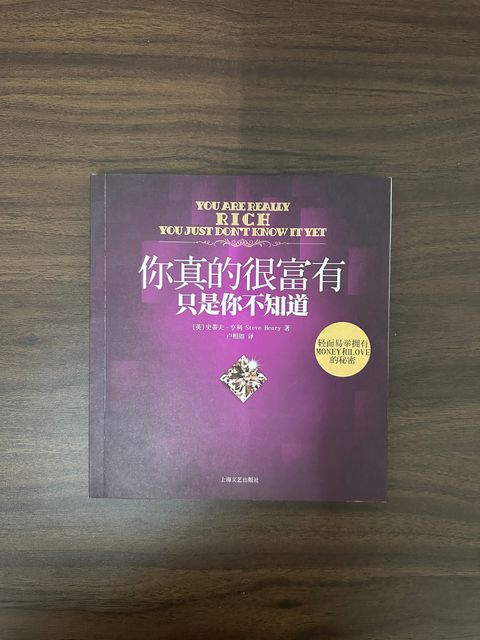 YOU ARE REALLY
RICH
YOU JUST DON'T KNOW IT YET
你真的很富有
只是你不知道
［英］史蒂夫·亨利 Steve Henry 著
卢相如 译
轻而易举拥有
MONEY和LOVE
的秘密
上海文艺出版社